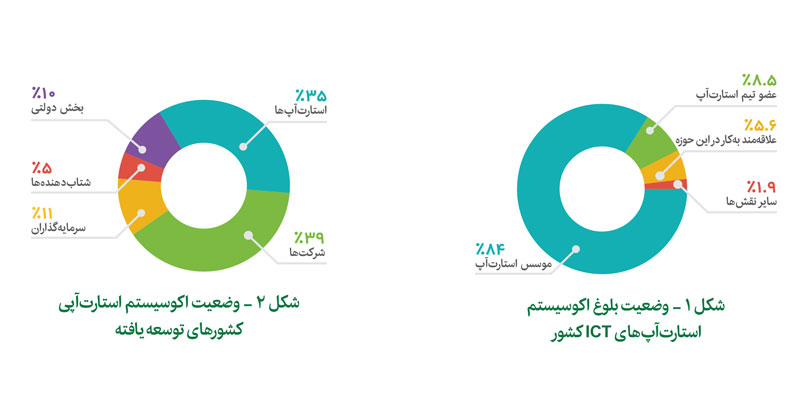 ٪۸.۵
عضو تیم استارت‌آپ
٪۵.۶
علاقه‌مند به‌کار در این حوزه
٪۱.۹
سایر نقش‌ها
٪۸۴
موسس استارت‌آپ
شکل ۱ - وضعیت بلوغ اکوسیستم
استارت‌آپ‌های ICT کشور
٪۳۵
استارت‌آپ‌ها
٪۱۰
بخش دولتی
٪۵
شتاب‌دهنده‌ها
٪۱۱
سرمایه‌گذاران
٪۳۹
شرکت‌ها
شکل ۲ - وضعیت اکوسیستم استارت‌آپی
کشورهای توسعه یافته